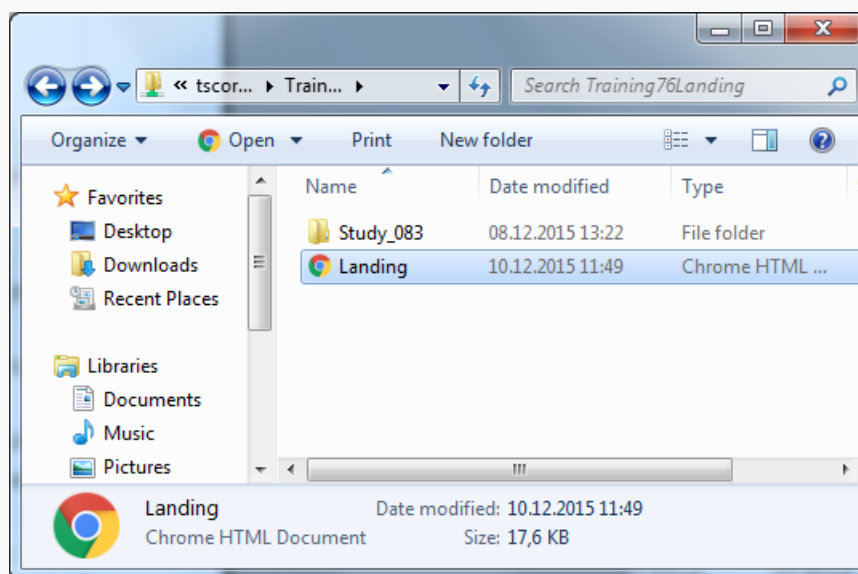 « tscor... Train... Search Training76Landing
Organize Open Print New folder
Name Date modified Type
Favorites
Desktop
Downloads
Recent Places
Libraries
Documents
Music
Pictures
Study_083 08.12.2015 13:22 File folder
Landing 10.12.2015 11:49 Chrome HTML ...
Landing Date modified: 10.12.2015 11:49
Chrome HTML Document Size: 17,6 KB